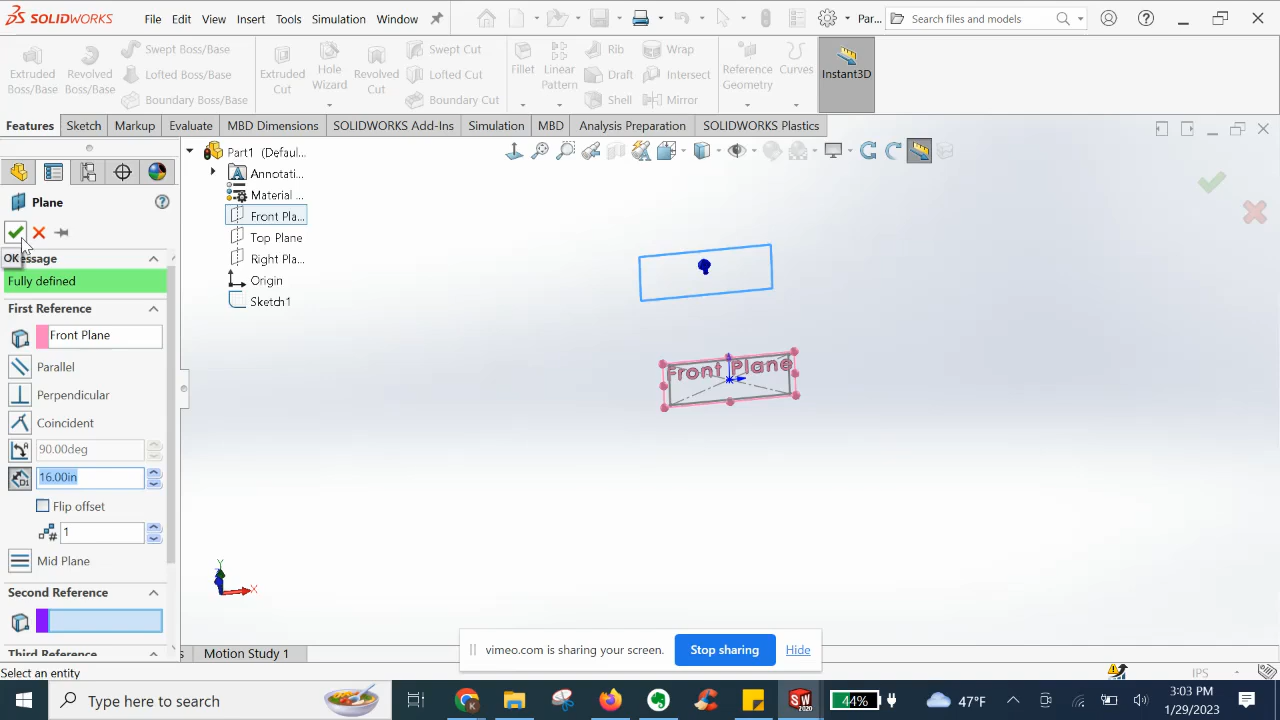 SOLIDWORKS File Edit View Insert Tools Simulation Window Par... Search files and models
Extruded Boss/Base
Revolved Boss/Base
Swept Boss/Base
Lofted Boss/Base
Boundary Boss/Base
Extruded Cut
Hole Wizard
Revolved Cut
Swept Cut
Lofted Cut
Boundary Cut
Fillet
Linear Pattern
Rib
Draft
Shell
Wrap
Intersect
Mirror
Reference Geometry
Curves
Instant3D
Features Sketch Markup Evaluate MBD Dimensions SOLIDWORKS Add-Ins Simulation MBD Analysis Preparation SOLIDWORKS Plastics
Part1 (Defaul...
Annotati...
Material ...
Front Pla...
Top Plane
Right Pla...
Origin
Sketch1
Plane
OK
ssage
Fully defined
First Reference
Front Plane
Parallel
Perpendicular
Coincident
90.00deg
16.00in
Flip offset
1
Mid Plane
Second Reference
Third Reference
Front Plane
Y
X
s Motion Study 1
vimeo.com is sharing your screen. Stop sharing Hide
Select an entity
IPS
Type here to search
SW 2020
44%
47°F
3:03 PM
1/29/2023